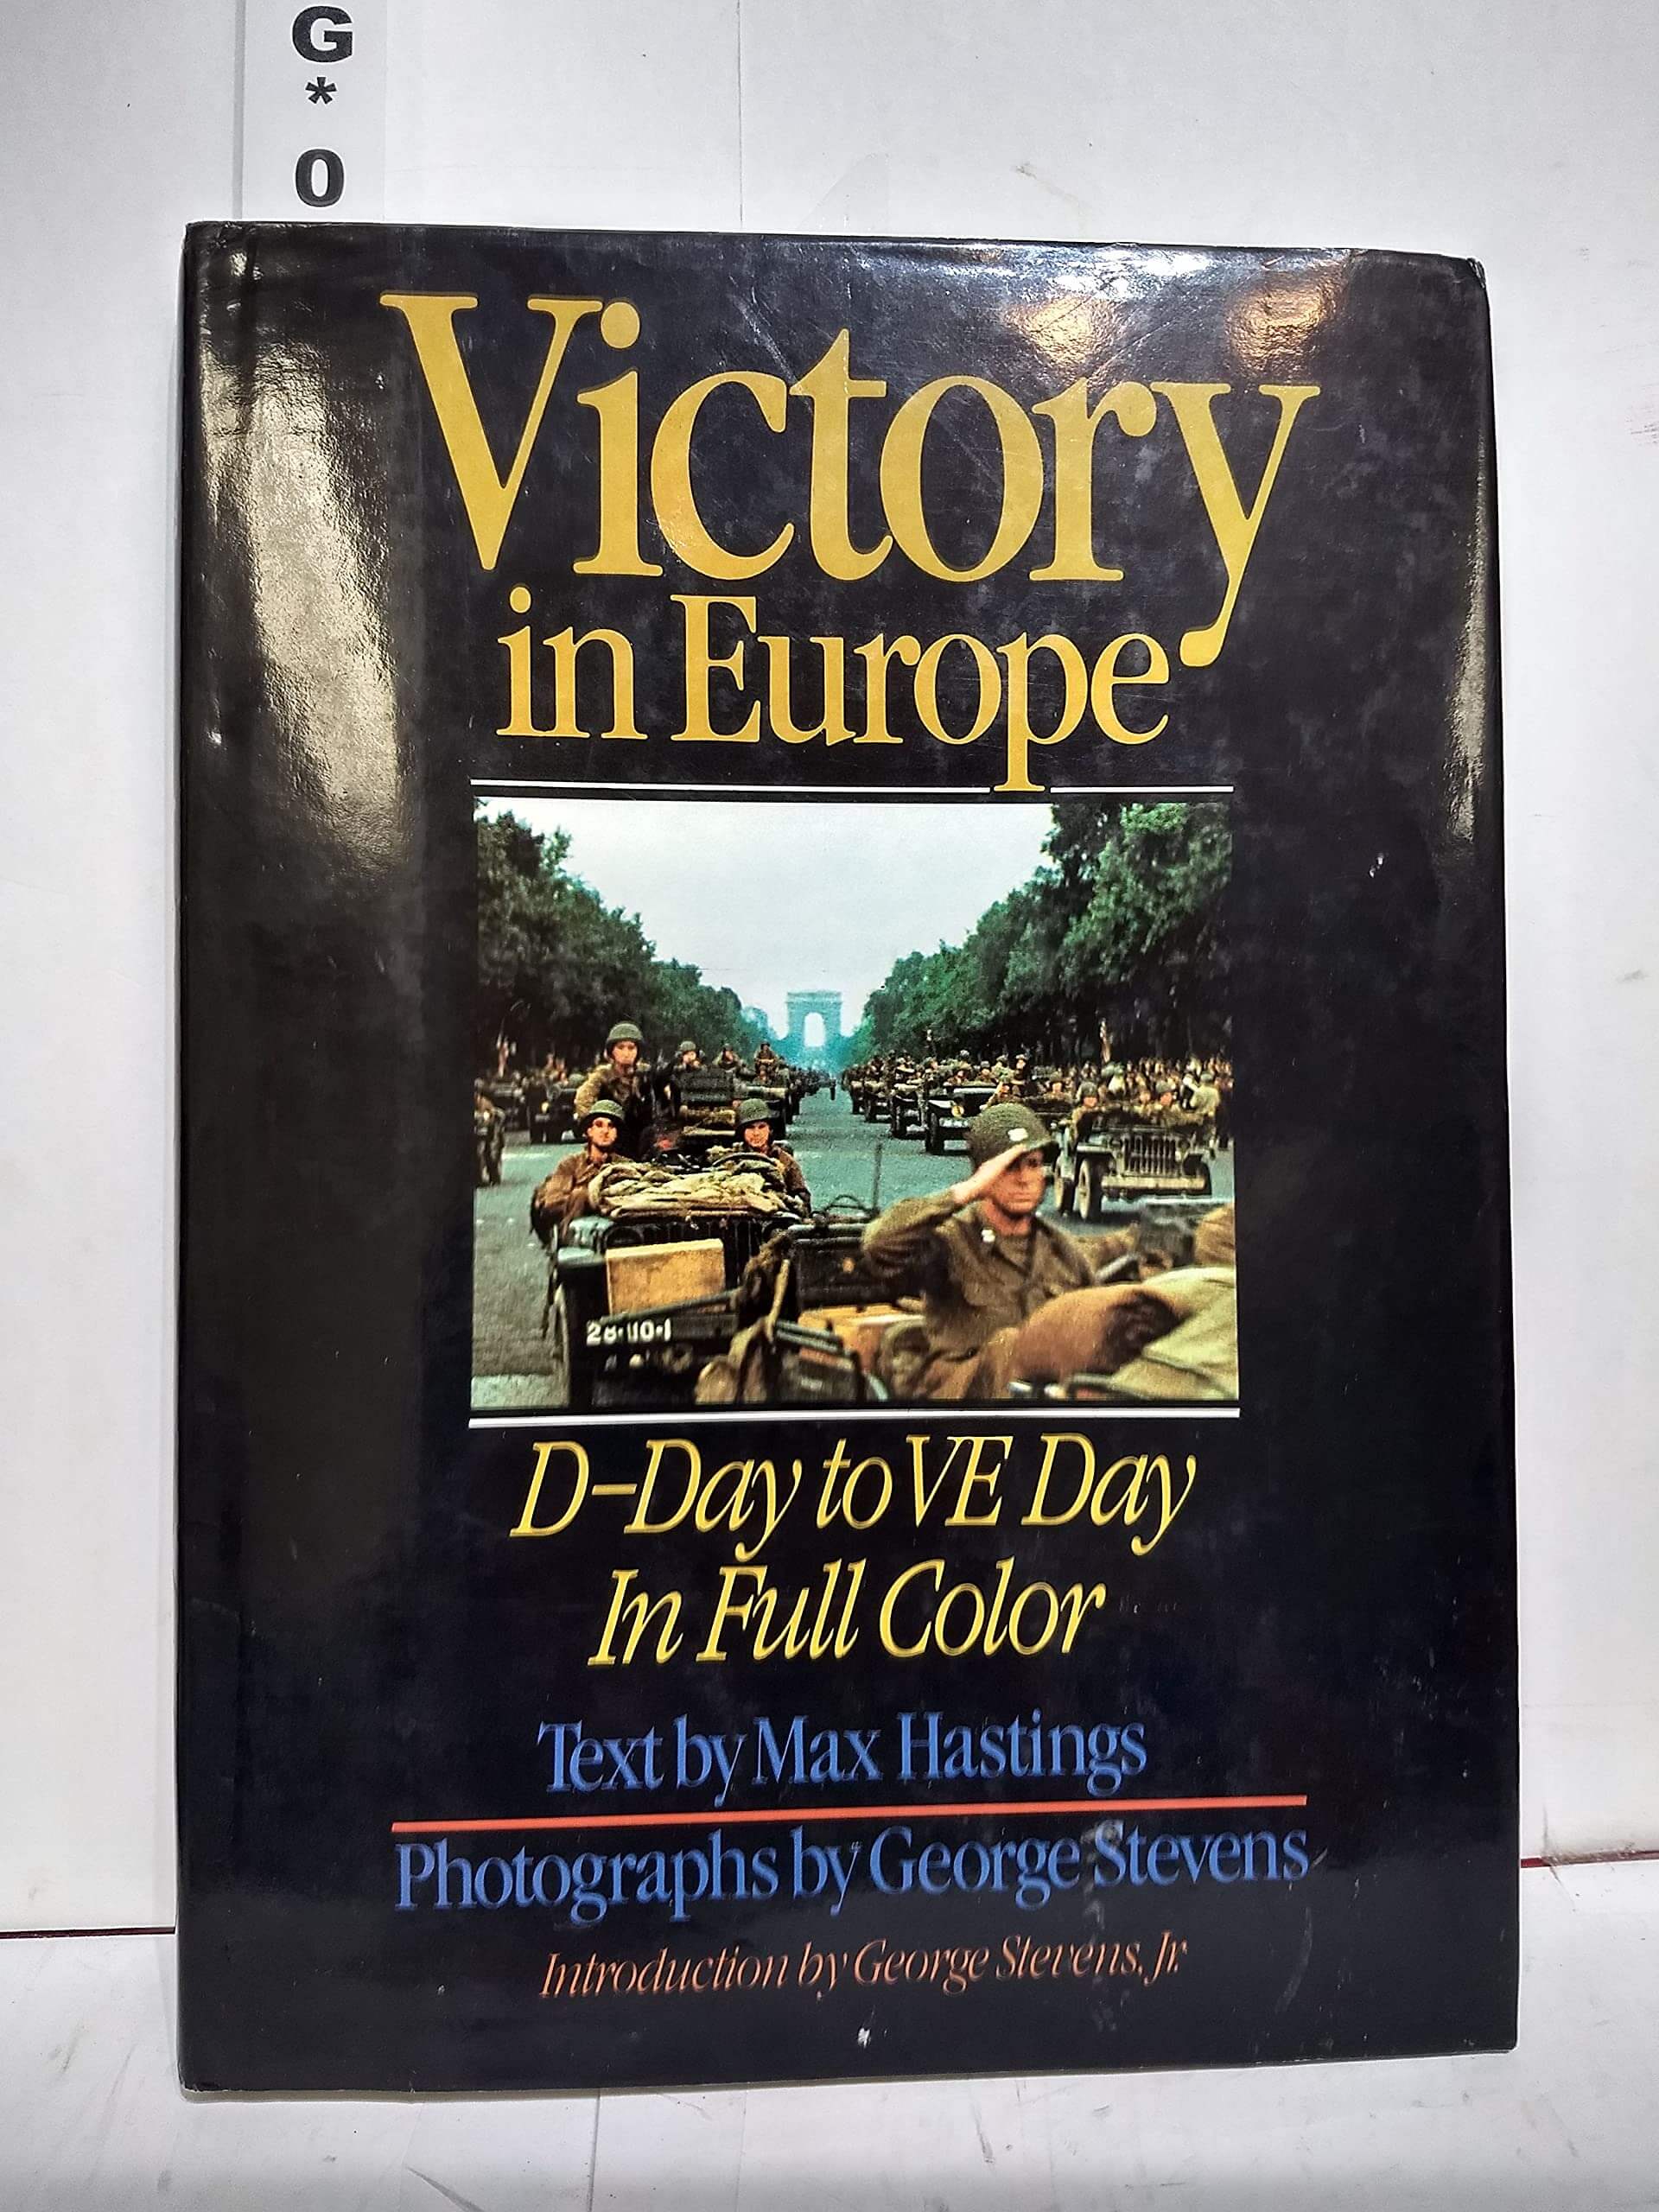 G
*
0
Victory
in Europe
28-110-I
D-Day to VE Day
In Full Color
Text by Max Hastings
Photographs by George Stevens
Introduction by George Stevens, Jr.